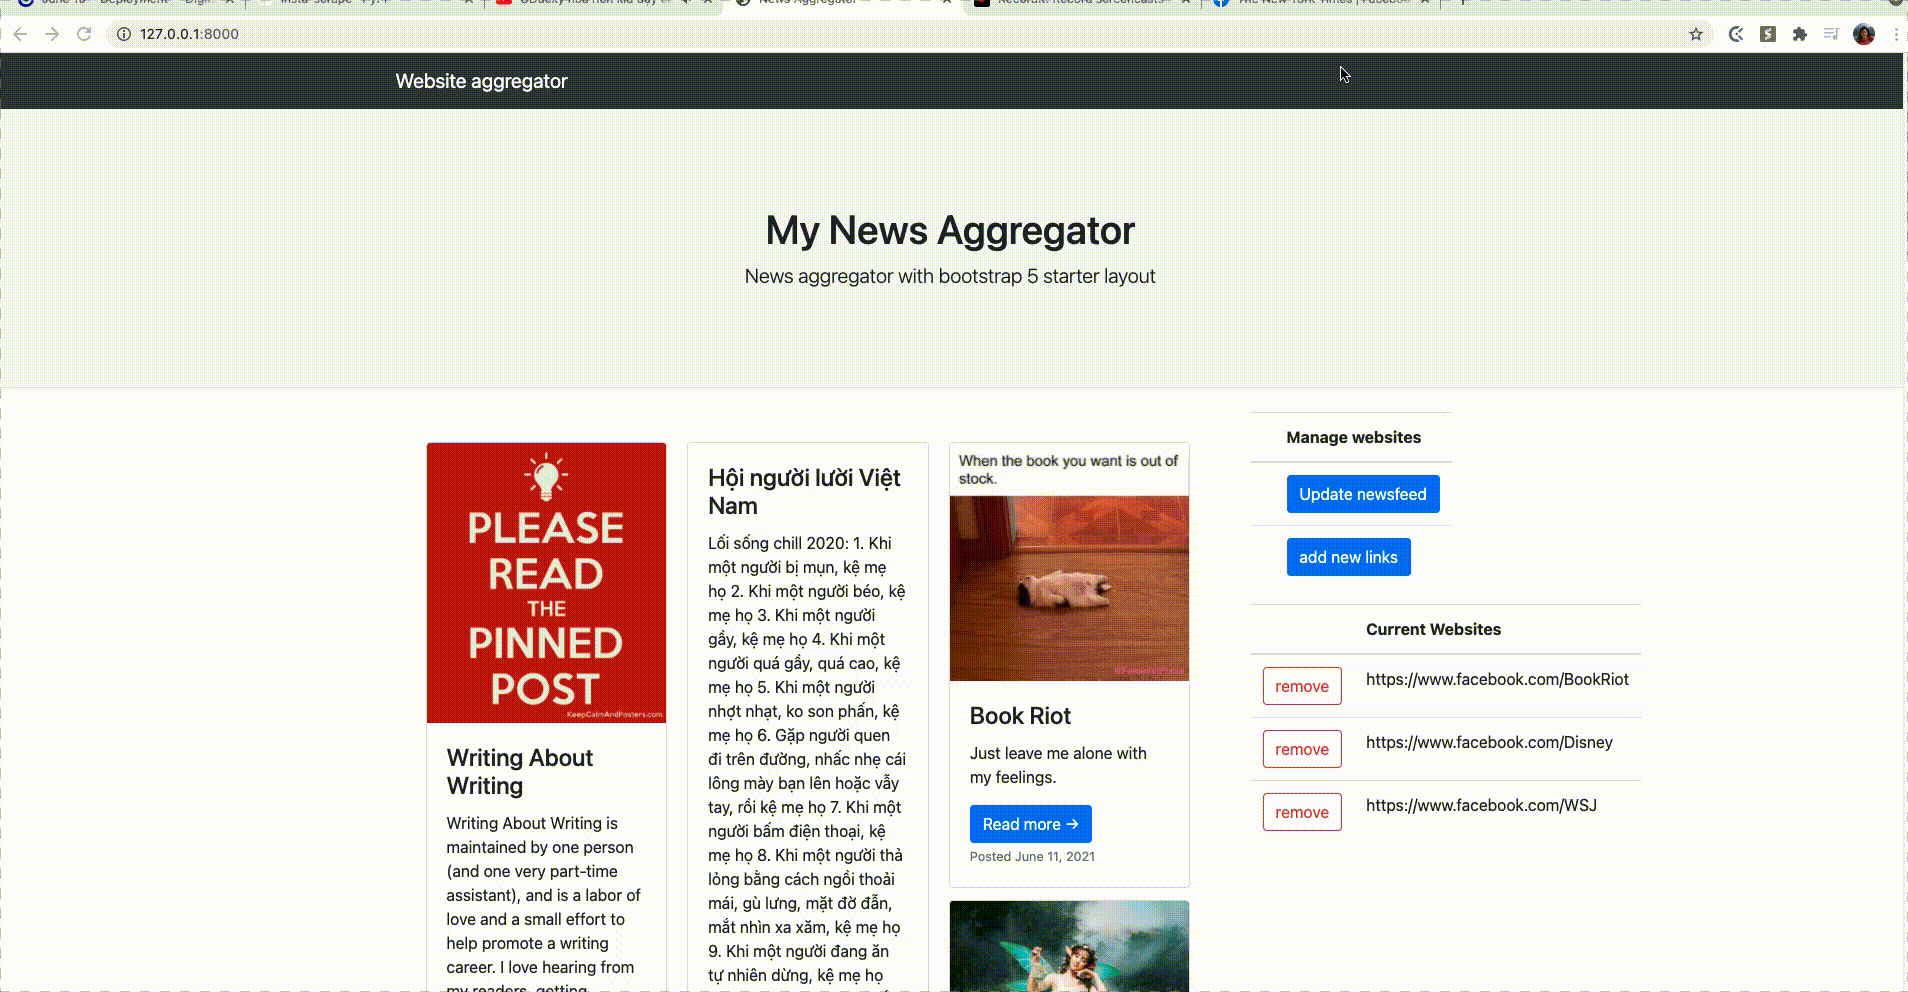 127.0.0.1:8000
Website aggregator
My News Aggregator
News aggregator with bootstrap 5 starter layout
PLEASE
READ
THE
PINNED
POST
KeepCalmAndPosters.com
Writing About
Writing
Writing About Writing is
maintained by one person
(and one very part-time
assistant), and is a labor of
love and a small effort to
help promote a writing
career. I love hearing from
my readers, getting
Hội người lười Việt
Nam
Lối sống chill 2020: 1. Khi
một người bị mụn, kệ mẹ
họ 2. Khi một người béo, kệ
mẹ họ 3. Khi một người
gầy, kệ mẹ họ 4. Khi một
người quá gầy, quá cao, kệ
mẹ họ 5. Khi một người
nhợt nhạt, ko son phấn, kệ
mẹ họ 6. Gặp người quen
đi trên đường, nhấc nhẹ cái
lông mày bạn lên hoặc vẫy
tay, rồi kệ mẹ họ 7. Khi một
người bấm điện thoại, kệ
mẹ họ 8. Khi một người thả
lỏng bằng cách ngồi thoải
mái, gù lưng, mặt đờ đẫn,
mắt nhìn xa xăm, kệ mẹ họ
9. Khi một người đang ăn
tự nhiên dừng, kệ mẹ họ
When the book you want is out of
stock.
Book Riot
Just leave me alone with
my feelings.
Read more →
Posted June 11, 2021
Manage websites
Update newsfeed
add new links
Current Websites
remove https://www.facebook.com/BookRiot
remove https://www.facebook.com/Disney
remove https://www.facebook.com/WSJ